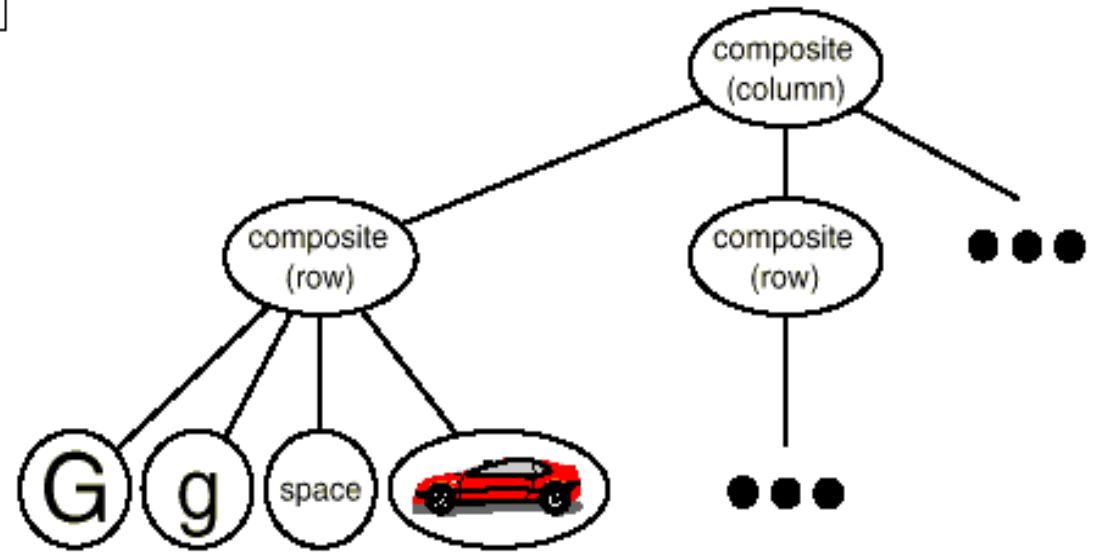 composite
(column)
composite
(row)
composite
(row)
G
g
space